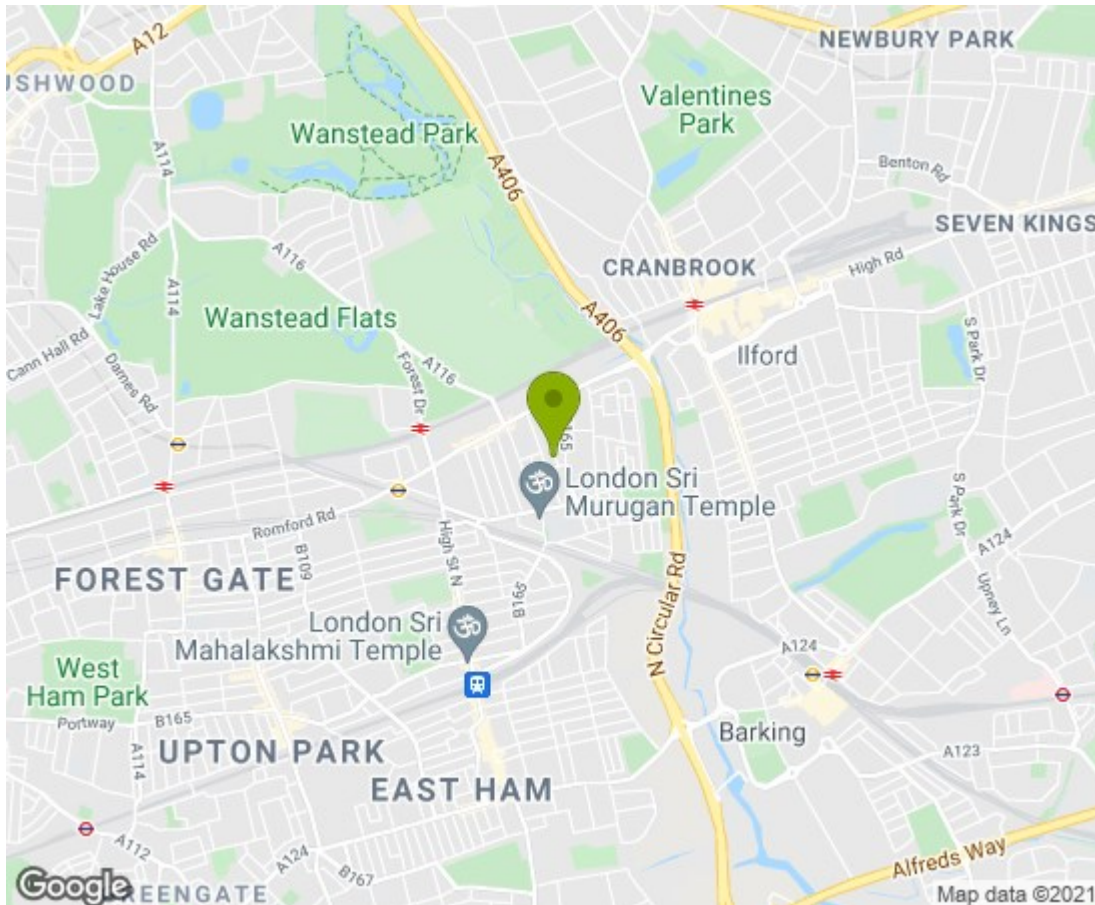 A12
NEWBURY PARK
USHWOOD
Valentines
Park
Wanstead Park
A114
A406
Benton Rd
SEVEN KINGS
Lake House Rd
A116
CRANBROOK
High Rd
A114
Wanstead Flats
A406
S Park Dr
Cann Hall Rd
Forest Dr
A116
Ilford
165
London Sri
Murugan Temple
S Park Dr
Romford Rd
High St N
B109
A124
FOREST GATE
B165
N Circular Rd
Upney Ln
London Sri
Mahalakshmi Temple
A124
West
Ham Park
Portway
B165
Barking
A114
UPTON PARK
A123
EAST HAM
A112
A124
B167
Alfreds Way
Google
REENGATE
Map data ©2021